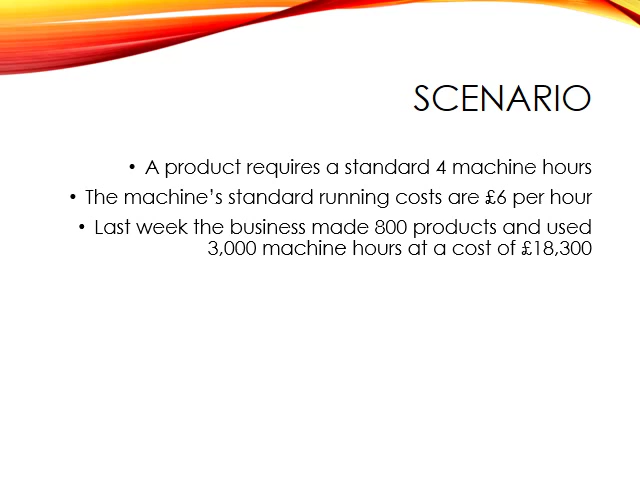 SCENARIO
• A product requires a standard 4 machine hours
• The machine's standard running costs are £6 per hour
• Last week the business made 800 products and used
3,000 machine hours at a cost of £18,300